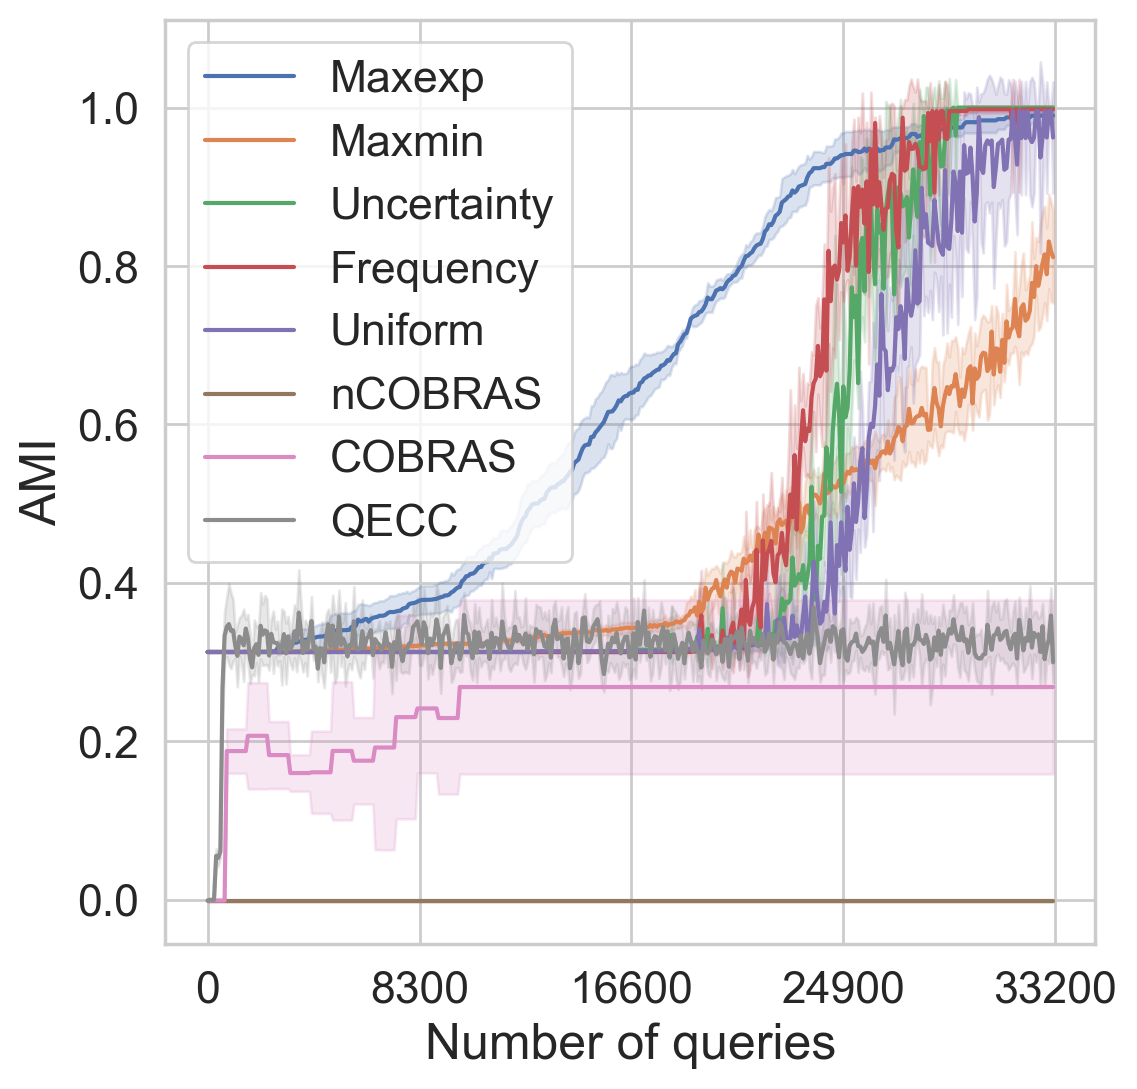 Maxexp
Maxmin
Uncertainty
Frequency
Uniform
nCOBRAS
COBRAS
QECC
AMI
1.0
0.8
0.6
0.4
0.2
0.0
0 8300 16600 24900 33200
Number of queries